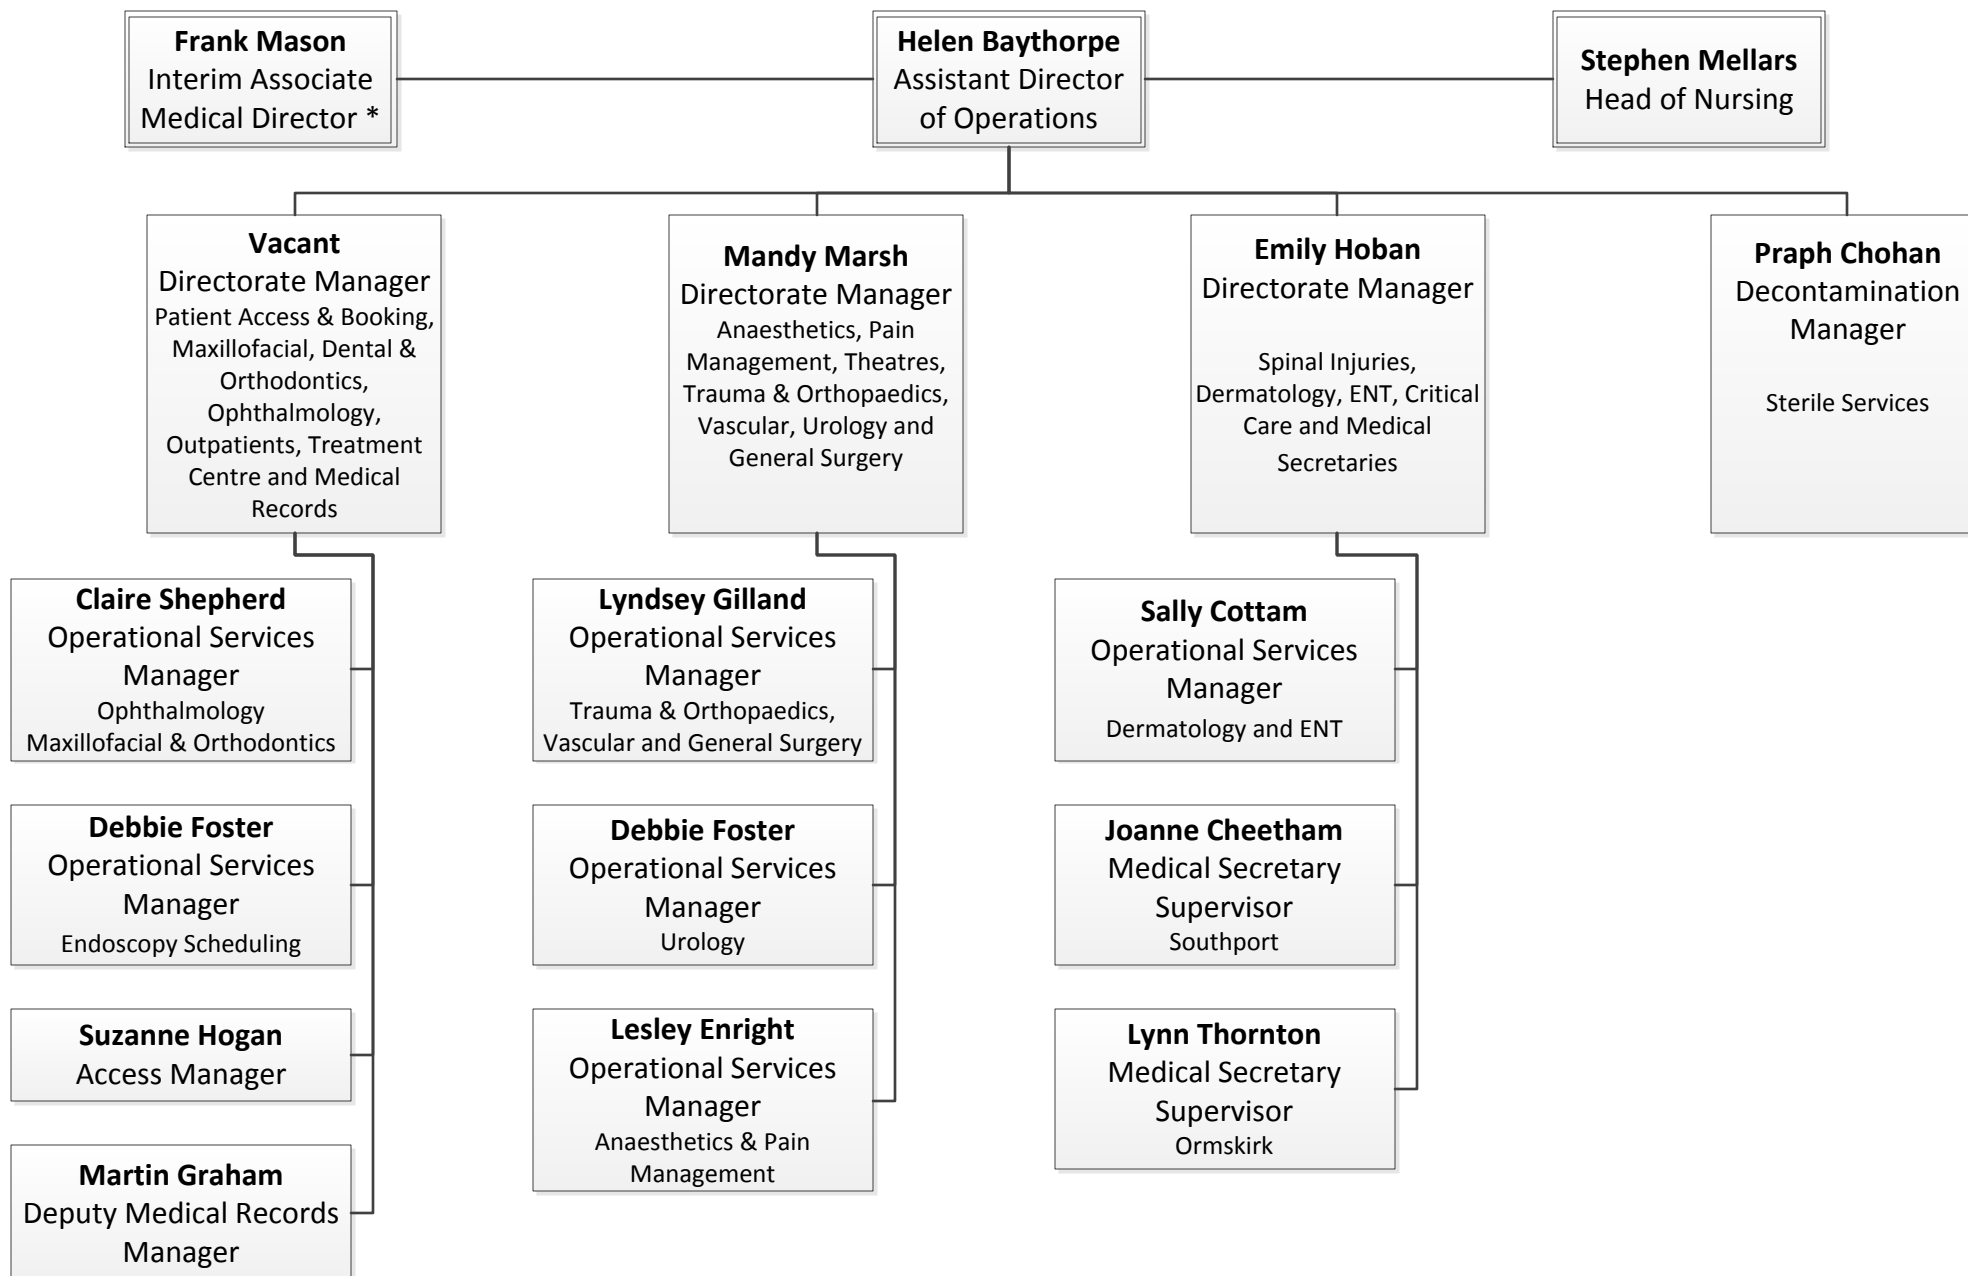 Frank Mason
Interim Associate
Medical Director *
Helen Baythorpe
Assistant Director
of Operations
Stephen Mellars
Head of Nursing
Vacant
Directorate Manager
Patient Access & Booking,
Maxillofacial, Dental &
Orthodontics,
Ophthalmology,
Outpatients, Treatment
Centre and Medical
Records
Mandy Marsh
Directorate Manager
Anaesthetics, Pain
Management, Theatres,
Trauma & Orthopaedics,
Vascular, Urology and
General Surgery
Emily Hoban
Directorate Manager
Spinal Injuries,
Dermatology, ENT, Critical
Care and Medical
Secretaries
Praph Chohan
Decontamination
Manager
Sterile Services
Claire Shepherd
Operational Services
Manager
Ophthalmology
Maxillofacial & Orthodontics
Lyndsey Gilland
Operational Services
Manager
Trauma & Orthopaedics,
Vascular and General Surgery
Sally Cottam
Operational Services
Manager
Dermatology and ENT
Debbie Foster
Operational Services
Manager
Endoscopy Scheduling
Debbie Foster
Operational Services
Manager
Urology
Joanne Cheetham
Medical Secretary
Supervisor
Southport
Suzanne Hogan
Access Manager
Lesley Enright
Operational Services
Manager
Anaesthetics & Pain
Management
Lynn Thornton
Medical Secretary
Supervisor
Ormskirk
Martin Graham
Deputy Medical Records
Manager